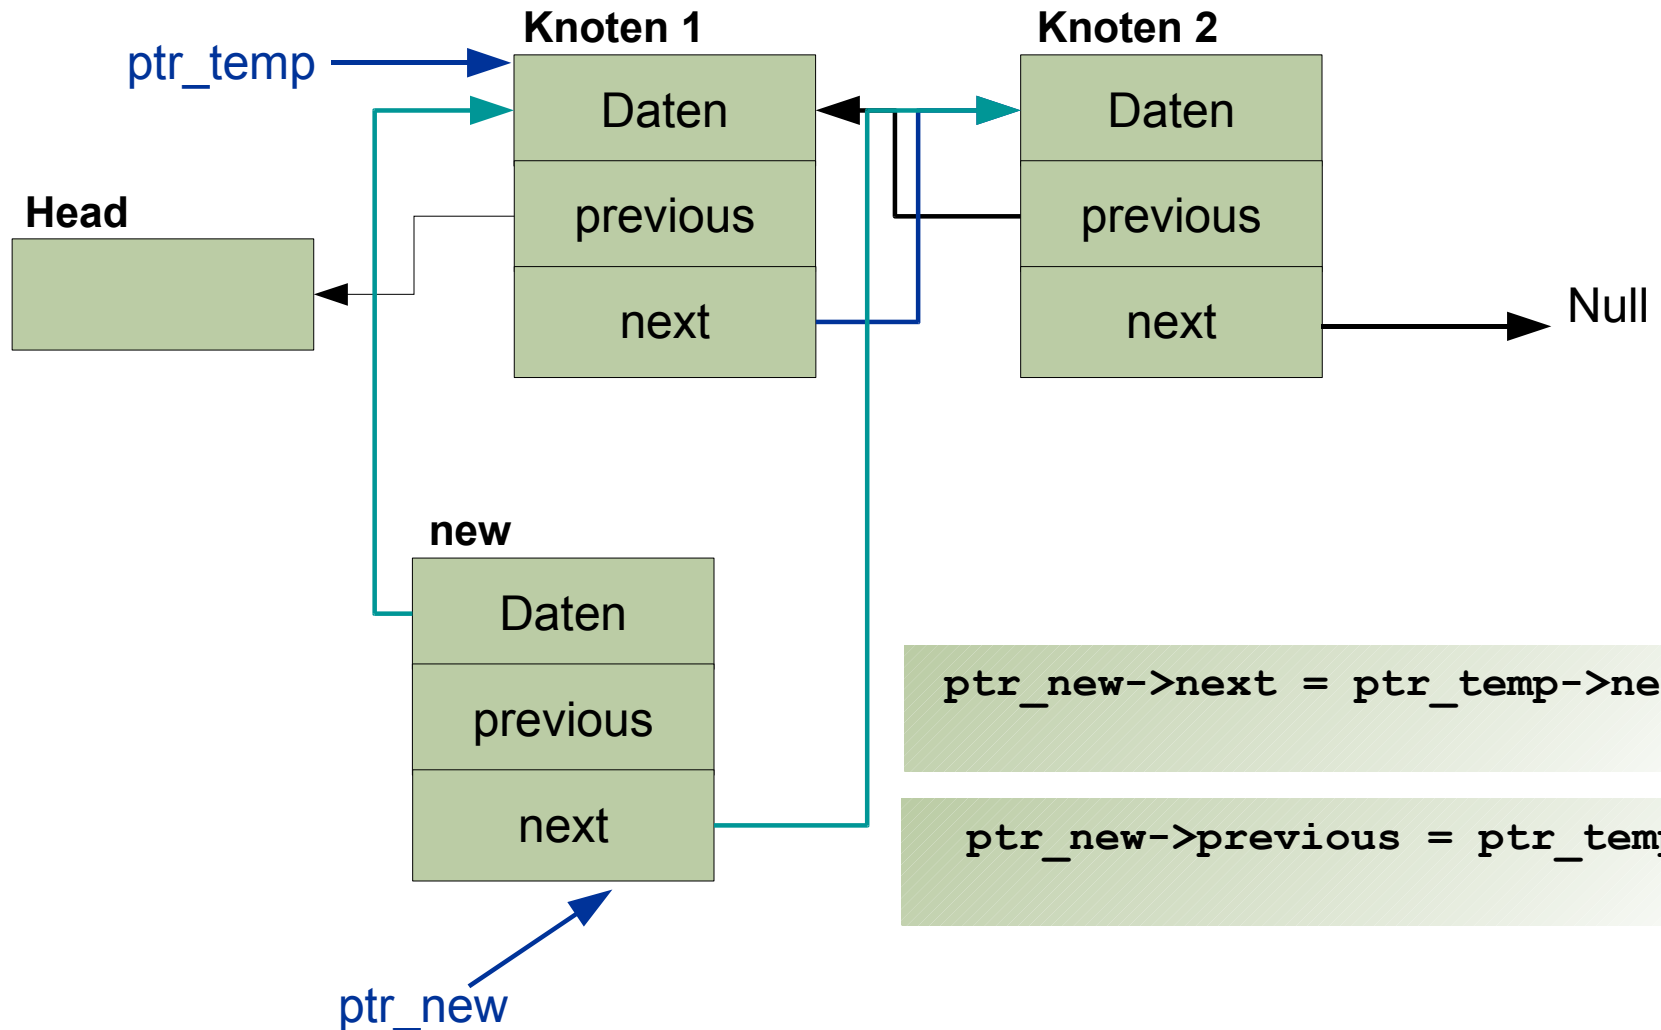 Knoten 1
Knoten 2
ptr_temp
Daten
Daten
previous
previous
Head
next
next
Null
new
Daten
previous
next
ptr_new->next = ptr_temp->ne
ptr_new->previous = ptr_tem
ptr_new